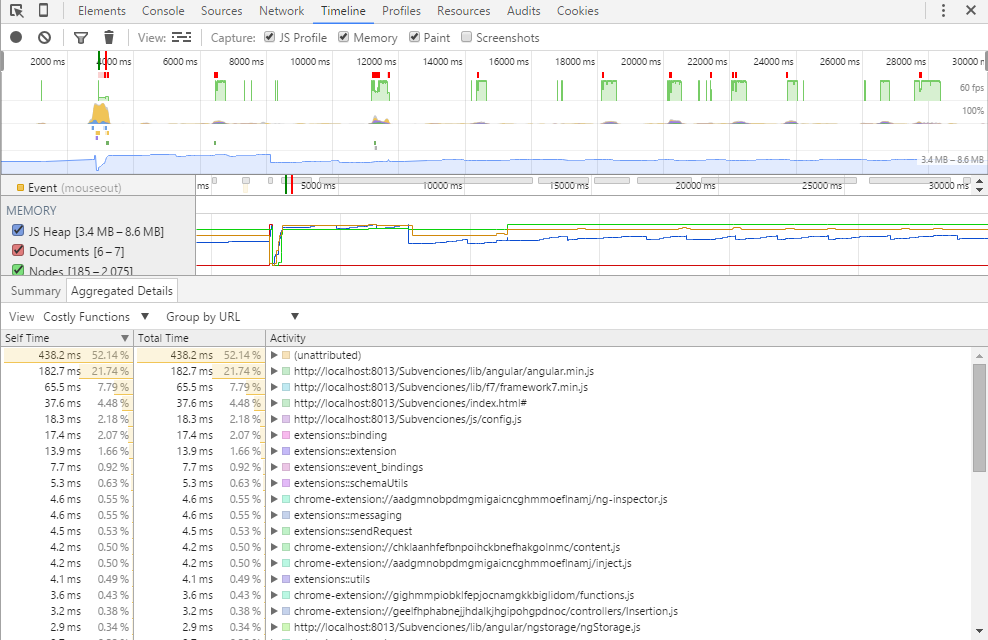 Elements Console Sources Network Timeline Profiles Resources Audits Cookies
View: Capture: JS Profile Memory Paint Screenshots
2000 ms 4000 ms 6000 ms 8000 ms 10000 ms 12000 ms 14000 ms 16000 ms 18000 ms 20000 ms 22000 ms 24000 ms 26000 ms 28000 ms 30000
60 fps
100%
3.4 MB – 8.6 MB
Event (mouseout) ms 5000 ms 10000 ms 15000 ms 20000 ms 25000 ms 30000 ms
MEMORY
JS Heap [3.4 MB – 8.6 MB]
Documents [6 – 7]
Nodes [185 – 2 075]
Summary Aggregated Details
View Costly Functions ▼ Group by URL ▼
Self Time ▼ Total Time Activity
438.2 ms 52.14 % 438.2 ms 52.14 % ▶ (unattributed)
182.7 ms 21.74 % 182.7 ms 21.74 % ▶ http://localhost:8013/Subvenciones/lib/angular/angular.min.js
65.5 ms 7.79 % 65.5 ms 7.79 % ▶ http://localhost:8013/Subvenciones/lib/f7/framework7.min.js
37.6 ms 4.48 % 37.6 ms 4.48 % ▶ http://localhost:8013/Subvenciones/index.html#
18.3 ms 2.18 % 18.3 ms 2.18 % ▶ http://localhost:8013/Subvenciones/js/config.js
17.4 ms 2.07 % 17.4 ms 2.07 % ▶ extensions::binding
13.9 ms 1.66 % 13.9 ms 1.66 % ▶ extensions::extension
7.7 ms 0.92 % 7.7 ms 0.92 % ▶ extensions::event_bindings
5.3 ms 0.63 % 5.3 ms 0.63 % ▶ extensions::schemaUtils
4.6 ms 0.55 % 4.6 ms 0.55 % ▶ chrome-extension://aadgmnobpdmgmigaicncghmmoeflnamj/ng-inspector.js
4.6 ms 0.55 % 4.6 ms 0.55 % ▶ extensions::messaging
4.5 ms 0.53 % 4.5 ms 0.53 % ▶ extensions::sendRequest
4.2 ms 0.50 % 4.2 ms 0.50 % ▶ chrome-extension://chklaanhfefbnpoihckbnefhakgolnmc/content.js
4.2 ms 0.50 % 4.2 ms 0.50 % ▶ chrome-extension://aadgmnobpdmgmigaicncghmmoeflnamj/inject.js
4.1 ms 0.49 % 4.1 ms 0.49 % ▶ extensions::utils
3.6 ms 0.43 % 3.6 ms 0.43 % ▶ chrome-extension://gighmmpiobklfepjocnamgkkbiglidom/functions.js
3.2 ms 0.38 % 3.2 ms 0.38 % ▶ chrome-extension://geelfhphabnejjhdalkjhgipohgpdnoc/controllers/Insertion.js
2.9 ms 0.34 % 2.9 ms 0.34 % ▶ http://localhost:8013/Subvenciones/lib/angular/ngstorage/ngStorage.js